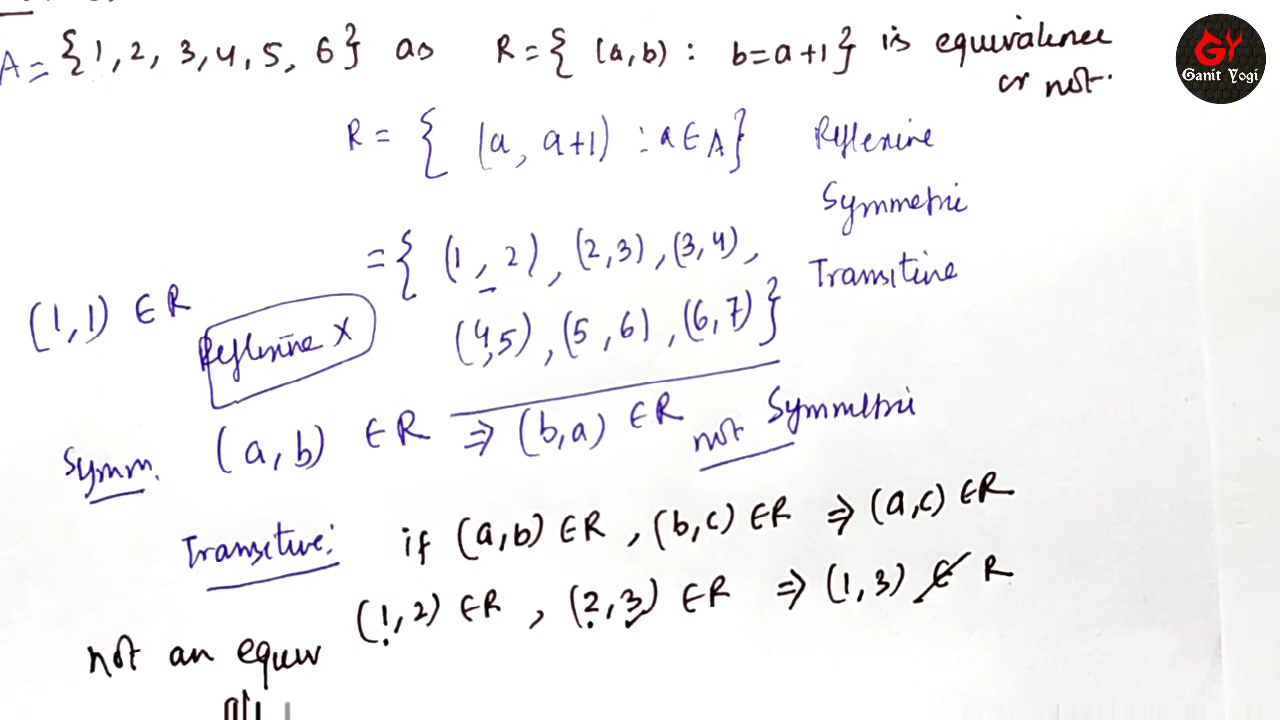 A = {1, 2, 3, 4, 5, 6} as R = { (a,b) : b=a+1} is equivalence
or not.
GY
Ganit Yogi
R = { (a, a+1) : a ∈ A} Reflexive
Symmetric
= { (1, 2), (2,3), (3,4), Transitive
(1,1) ∈ R
(4,5), (5,6), (6,7)}
Reflexive X
Symm. (a,b) ∈ R ⇒ (b,a) ∈ R not Symmetric
Transitive: if (a,b) ∈ R, (b,c) ∈ R ⇒ (a,c) ∈ R
(1,2) ∈ R, (2,3) ∈ R ⇒ (1,3) ∉ R
not an equiv